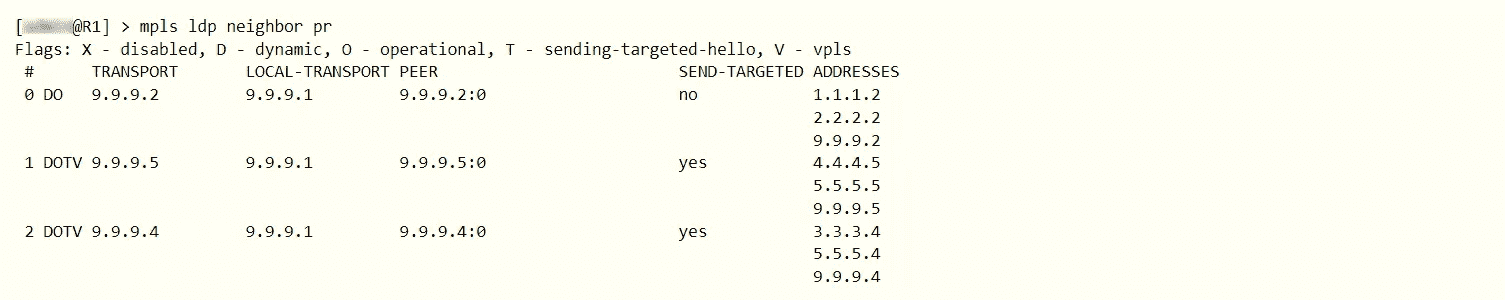 [@R1] > mpls ldp neighbor pr
Flags: X - disabled, D - dynamic, O - operational, T - sending-targeted-hello, V - vpls
# TRANSPORT LOCAL-TRANSPORT PEER SEND-TARGETED ADDRESSES
0 DO 9.9.9.2 9.9.9.1 9.9.9.2:0 no 1.1.1.2
2.2.2.2
9.9.9.2
1 DOTV 9.9.9.5 9.9.9.1 9.9.9.5:0 yes 4.4.4.5
5.5.5.5
9.9.9.5
2 DOTV 9.9.9.4 9.9.9.1 9.9.9.4:0 yes 3.3.3.4
5.5.5.4
9.9.9.4